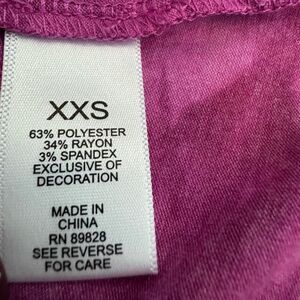 XXS
63% POLYESTER
34% RAYON
3% SPANDEX
EXCLUSIVE OF
DECORATION
MADE IN
CHINA
RN 89828
SEE REVERSE
FOR CARE